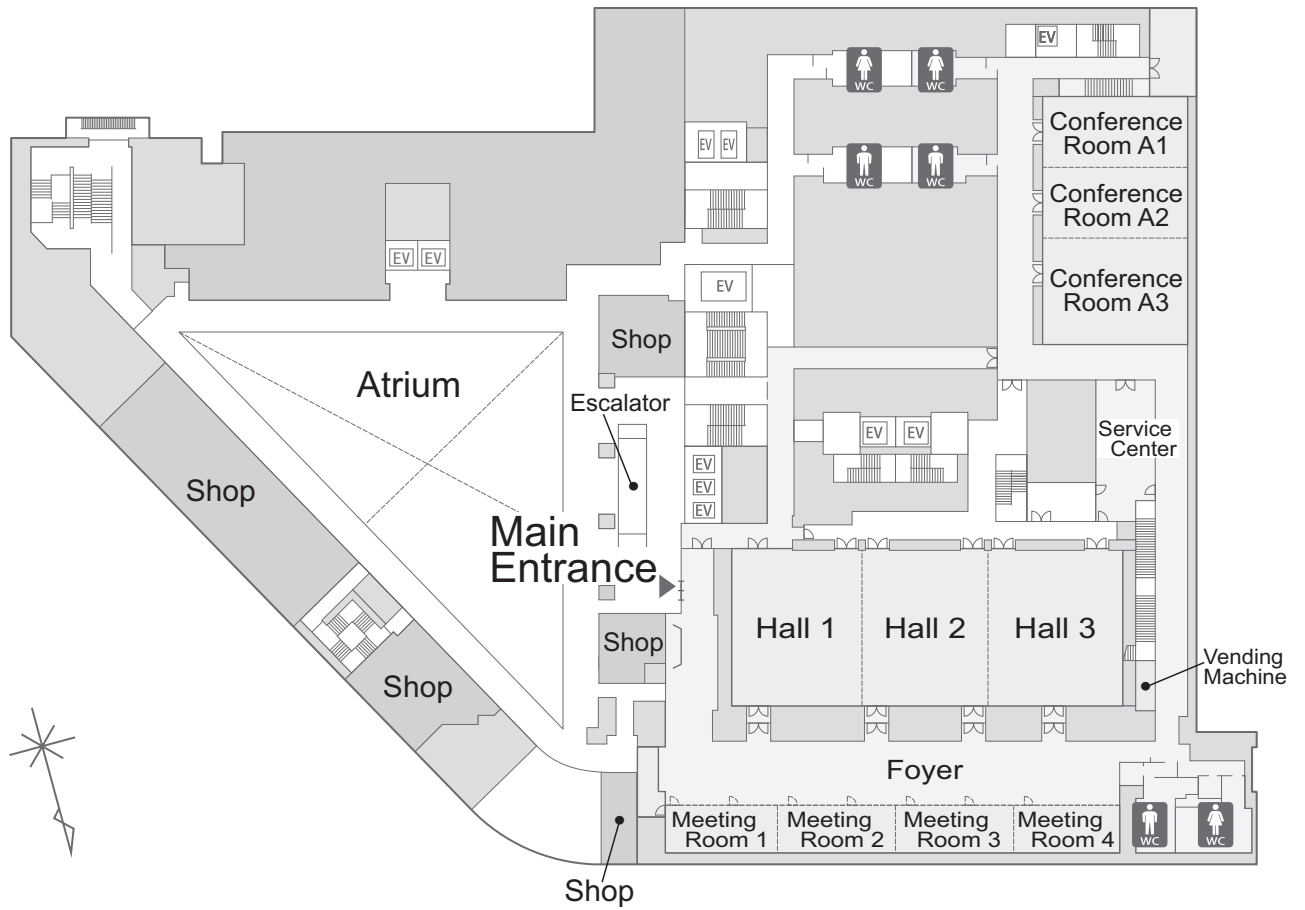 EV
WC
WC
Conference
Room A1
EV
EV
WC
WC
Conference
Room A2
EV
EV
EV
Conference
Room A3
Shop
Atrium
Escalator
EV
EV
Service
Center
EV
EV
EV
Shop
Main
Entrance
Hall 1
Hall 2
Hall 3
Shop
Vending
Machine
Shop
Foyer
Meeting
Room 1
Meeting
Room 2
Meeting
Room 3
Meeting
Room 4
WC
WC
Shop